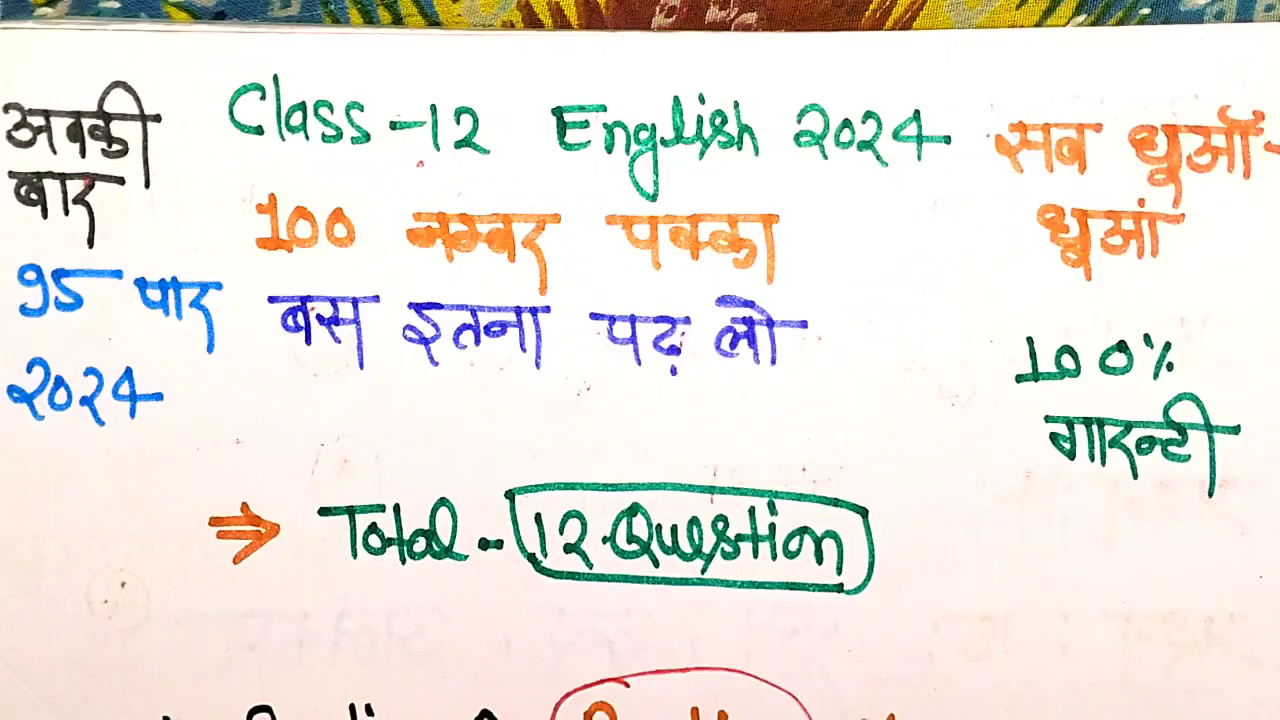 अबकी
बार
95 पार
2024
Class-12 English 2024
100 नम्बर पक्का
बस इतना पढ़ लो
सब धूआँ-
धूआं
100%
गारन्टी
⇒ Total - 12 Question